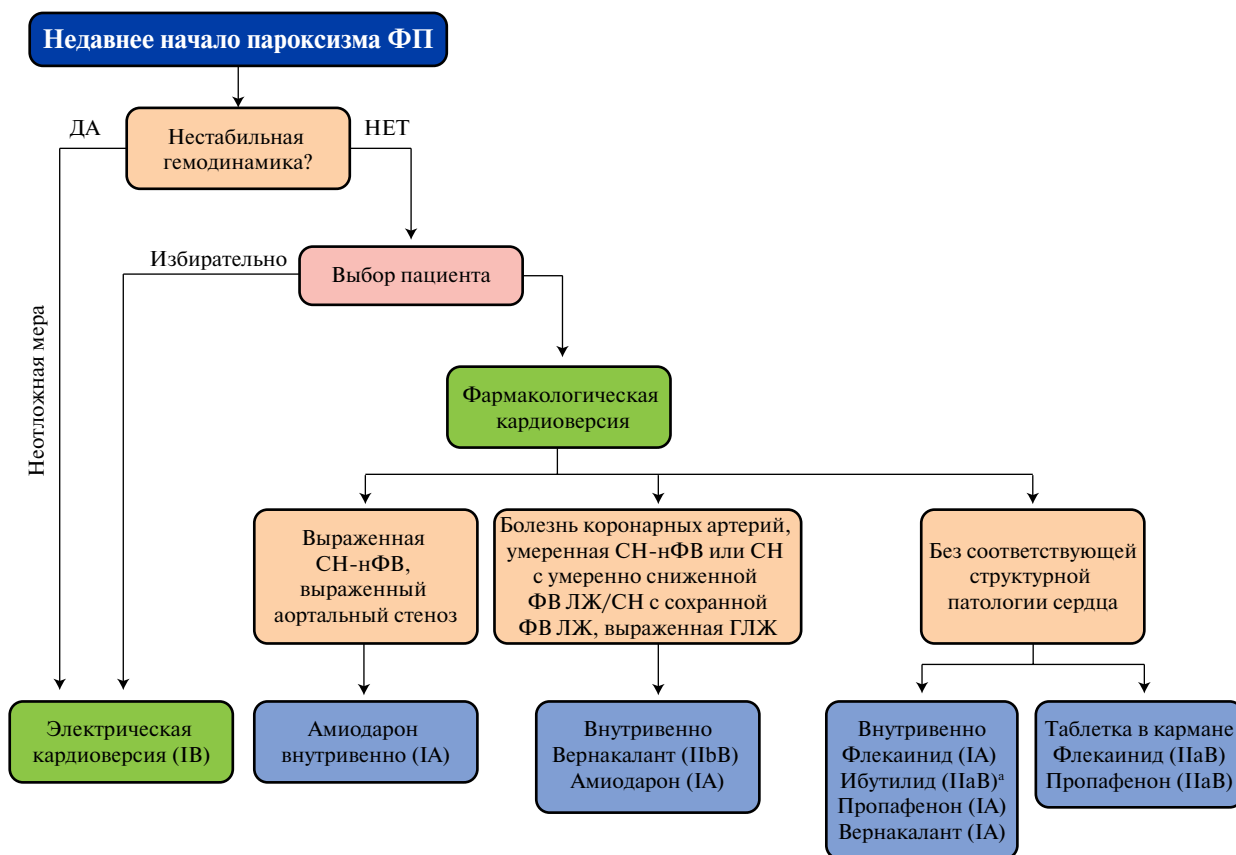 Недавнее начало пароксизма ФП
ДА
Нестабильная
гемодинамика?
НЕТ
Избирательно
Выбор пациента
Неотложная мера
Фармакологическая
кардиоверсия
Выраженная
СН-нФВ,
выраженный
аортальный стеноз
Болезнь коронарных артерий,
умеренная СН-нФВ или СН
с умеренно сниженной
ФВ ЛЖ/СН с сохранной
ФВ ЛЖ, выраженная ГЛЖ
Без соответствующей
структурной
патологии сердца
Электрическая
кардиоверсия (IB)
Амиодарон
внутривенно (IA)
Внутривенно
Вернакалант (IIbB)
Амиодарон (IA)
Внутривенно
Флекаинид (IA)
Ибутилид (IIaB)ᵃ
Пропафенон (IA)
Вернакалант (IA)
Таблетка в кармане
Флекаинид (IIaB)
Пропафенон (IIaB)